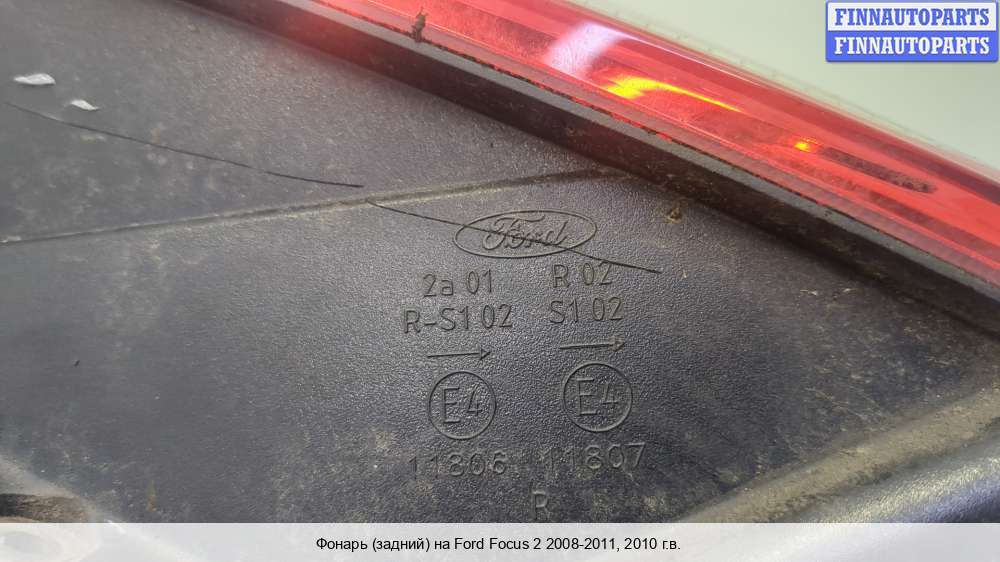 FINNAUTOPARTS
FINNAUTOPARTS
Ford
2a 01 R 02
R-S1 02 S1 02
E4 E4
11806 11807
R
Фонарь (задний) на Ford Focus 2 2008-2011, 2010 г.в.